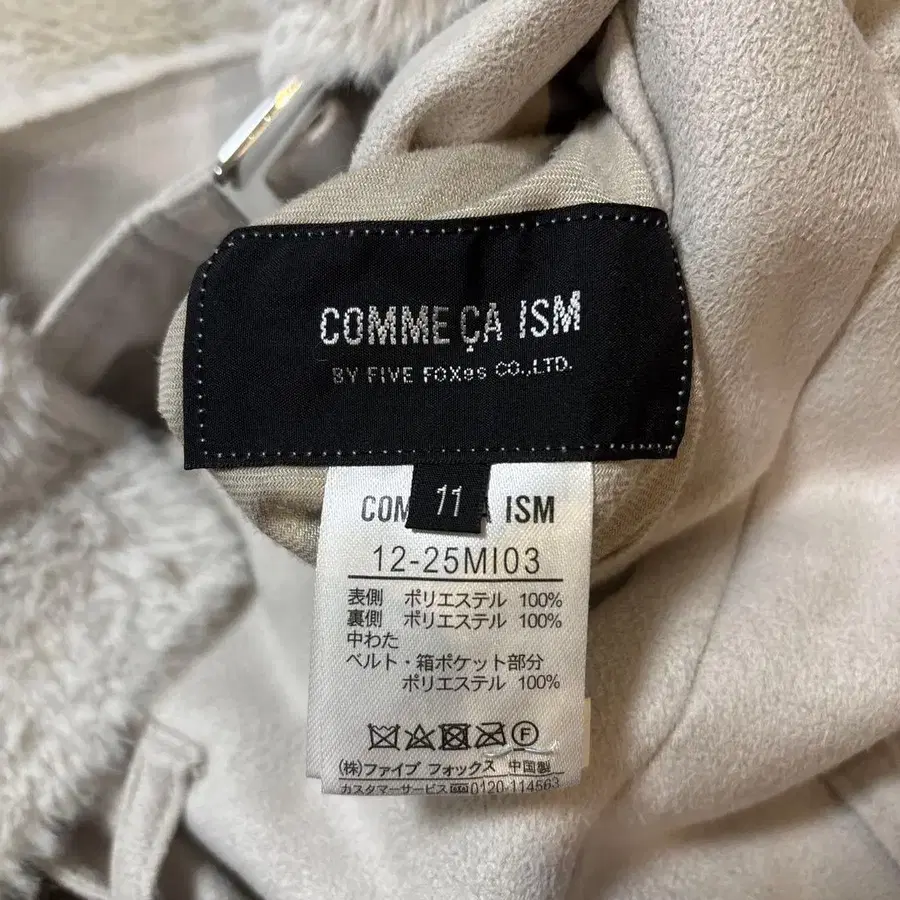 COMME ÇA ISM
BY FIVE FOXes CO.,LTD.
11
COM A ISM
12-25MI03
表側 ポリエステル 100%
裏側 ポリエステル 100%
中わた
ベルト・箱ポケット部分
ポリエステル 100%
F
(株)ファイブ フォックス 中国製
カスタマーサービス 0120-114563